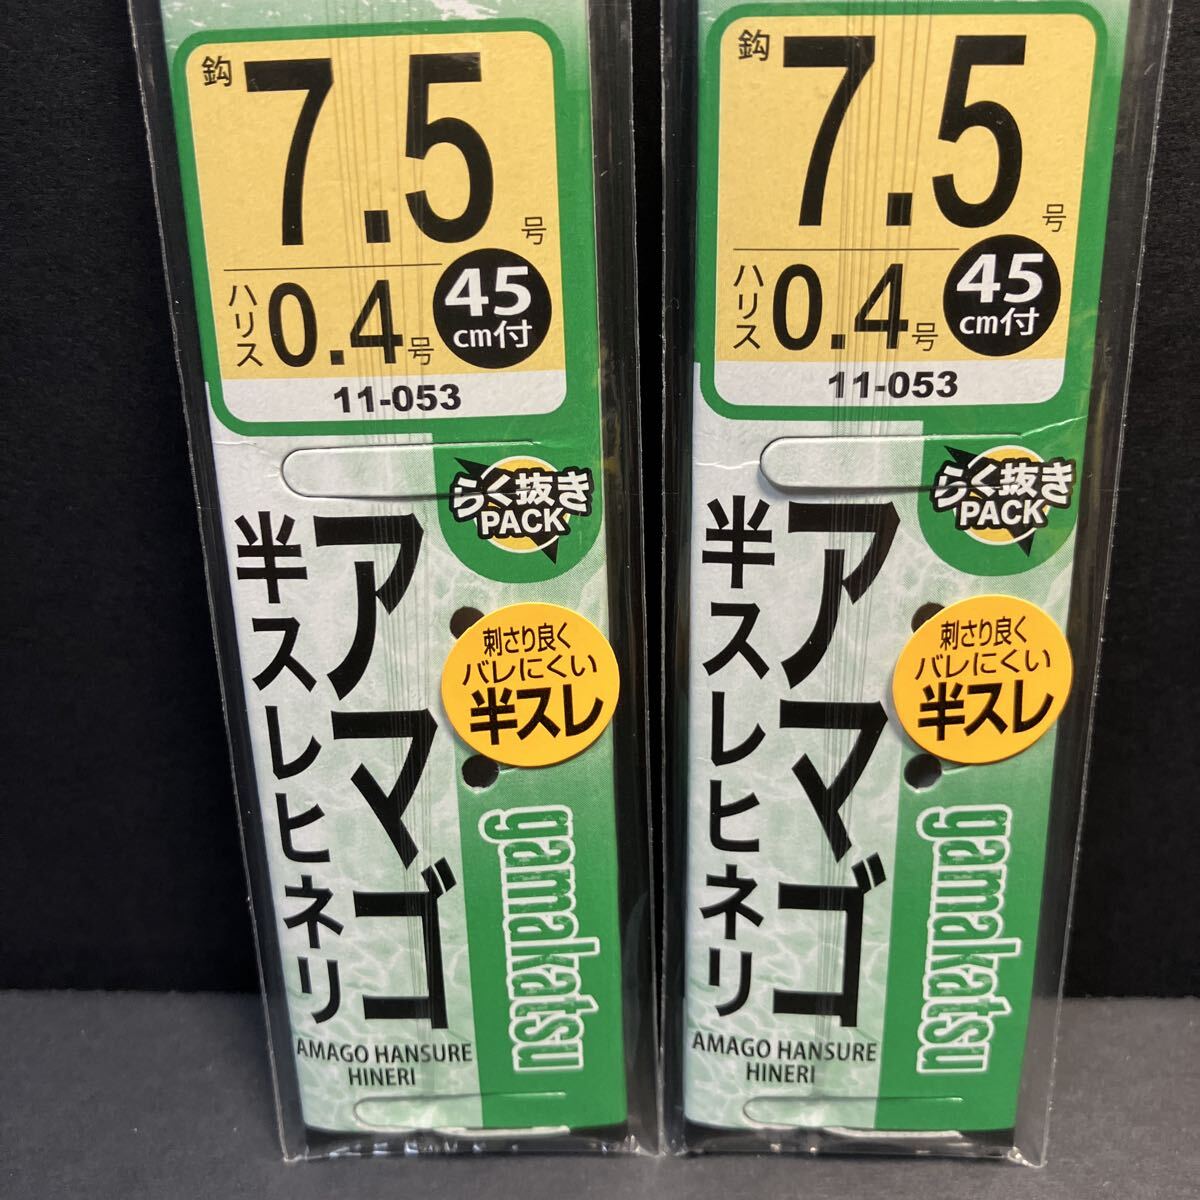 鈎
7.5号
ハリス
0.4号
45
cm付
11-053
らく抜き
PACK
アマゴ
半スレヒネリ
刺さり良く
バレにくい
半スレ
gamakatsu
AMAGO HANSURE
HINERI
鈎
7.5号
ハリス
0.4号
45
cm付
11-053
らく抜き
PACK
アマゴ
半スレヒネリ
刺さり良く
バレにくい
半スレ
gamakatsu
AMAGO HANSURE
HINERI